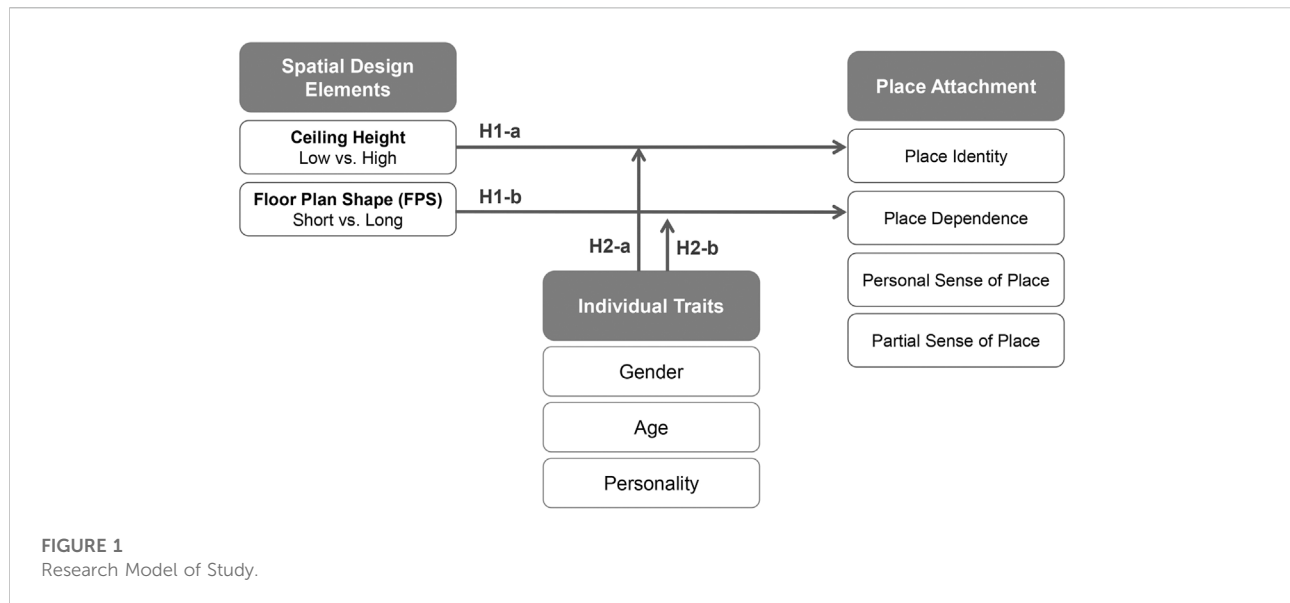 Spatial Design
Elements
Ceiling Height
Low vs. High
Floor Plan Shape (FPS)
Short vs. Long
H1-a
H1-b
H2-a
H2-b
Individual Traits
Gender
Age
Personality
Place Attachment
Place Identity
Place Dependence
Personal Sense of Place
Partial Sense of Place
FIGURE 1
Research Model of Study.